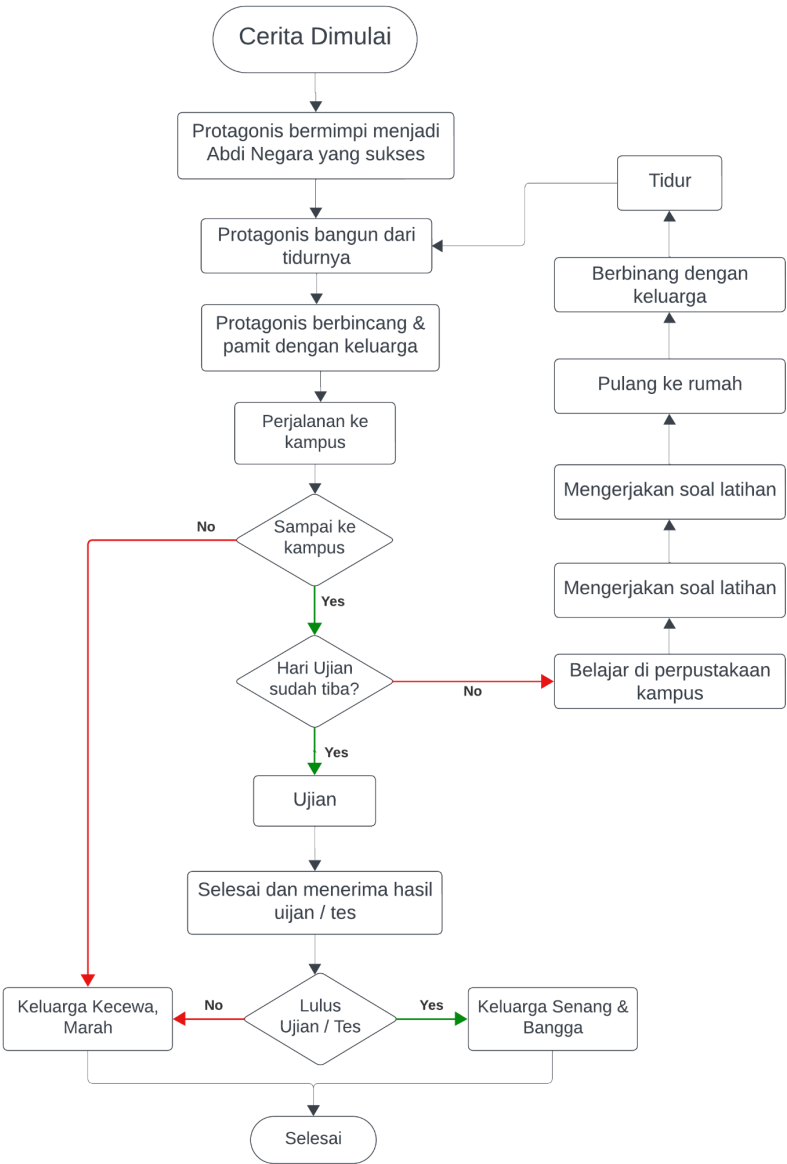 Cerita Dimulai
Protagonis bermimpi menjadi
Abdi Negara yang sukses
Protagonis bangun dari
tidurnya
Protagonis berbincang &
pamit dengan keluarga
Perjalanan ke
kampus
Sampai ke
kampus
No
Yes
Hari Ujian
sudah tiba?
No
Yes
Belajar di perpustakaan
kampus
Mengerjakan soal latihan
Mengerjakan soal latihan
Pulang ke rumah
Berbinang dengan
keluarga
Tidur
Ujian
Selesai dan menerima hasil
uijan / tes
Lulus
Ujian / Tes
No
Yes
Keluarga Kecewa,
Marah
Keluarga Senang &
Bangga
Selesai